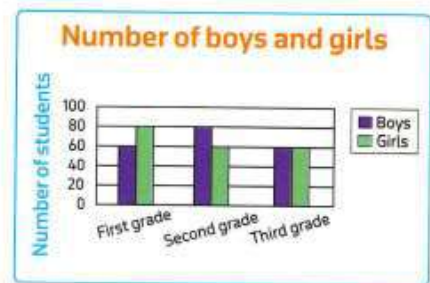 Number of boys and girls
Number of students
100
80
60
40
20
0
First grade
Second grade
Third grade
Boys
Girls